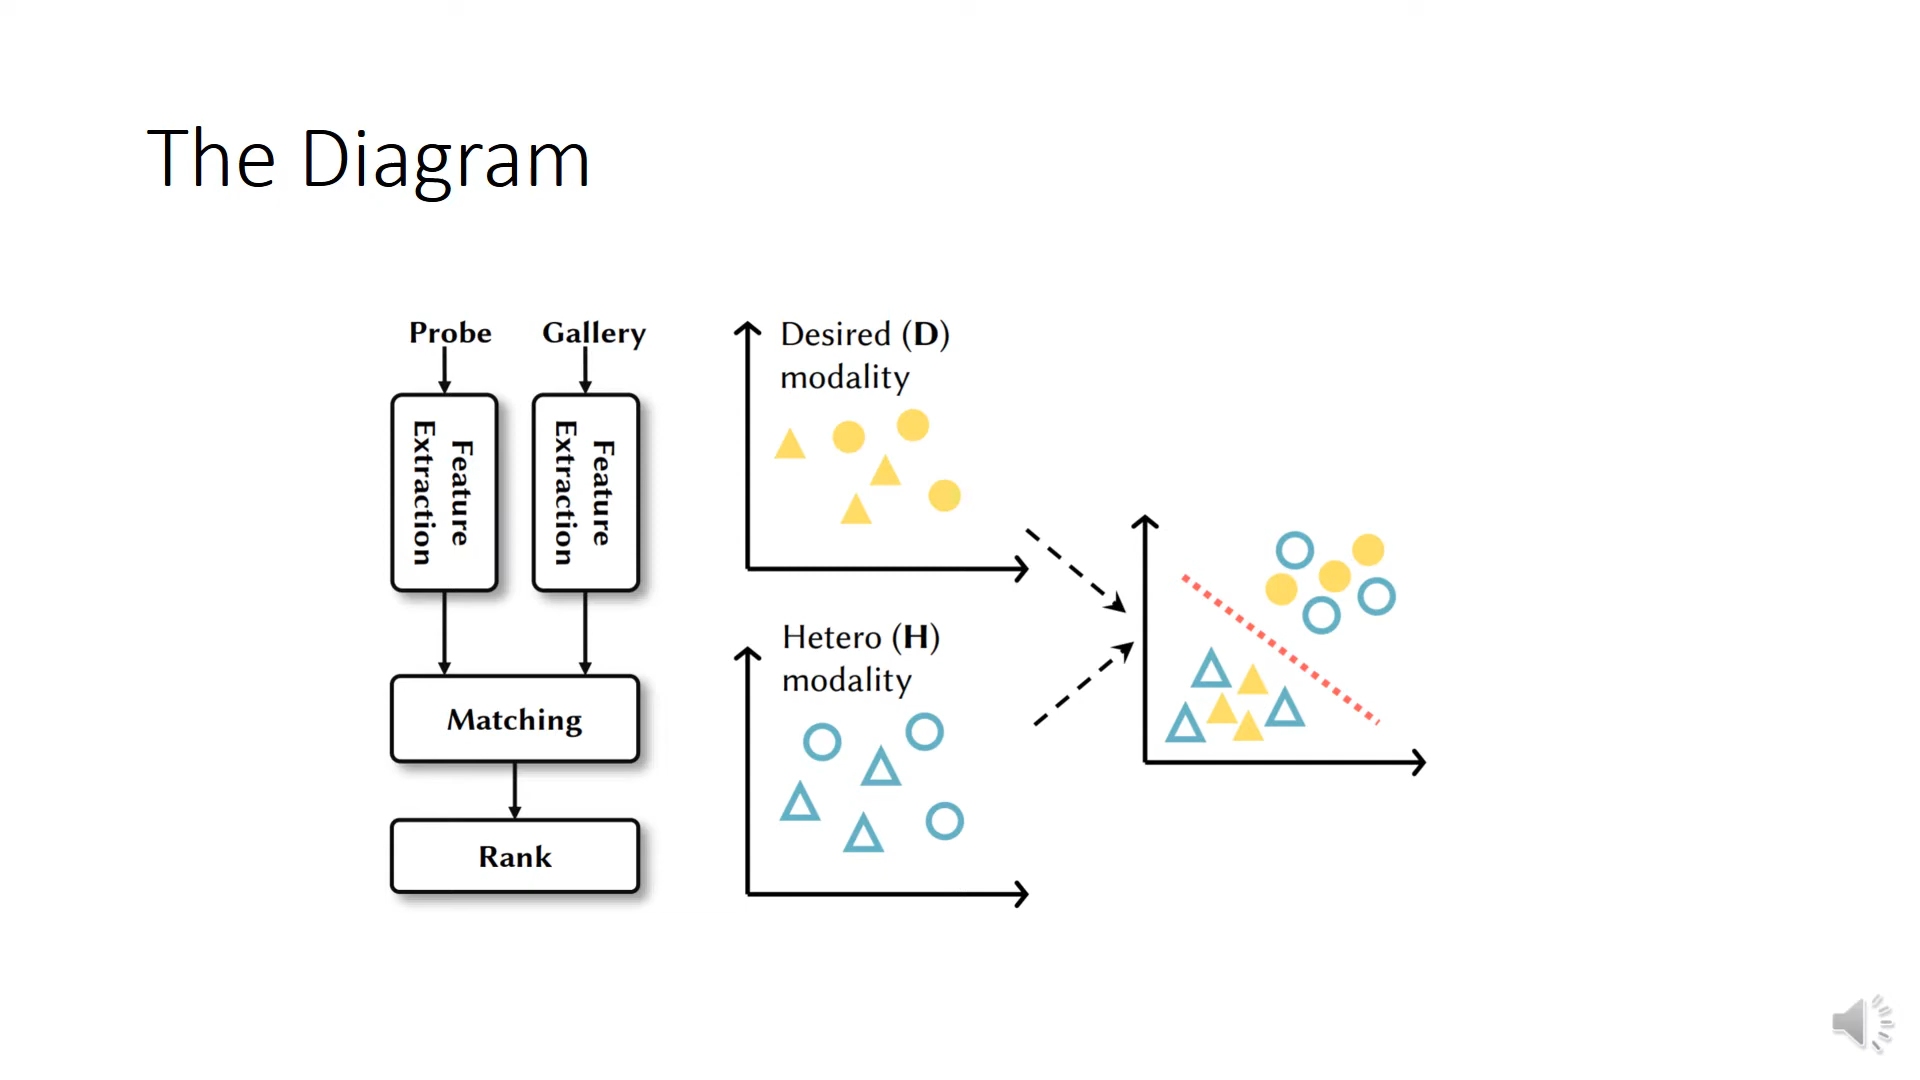 The Diagram
Probe
Gallery
Feature
Extraction
Feature
Extraction
Matching
Rank
Desired (D)
modality
Hetero (H)
modality